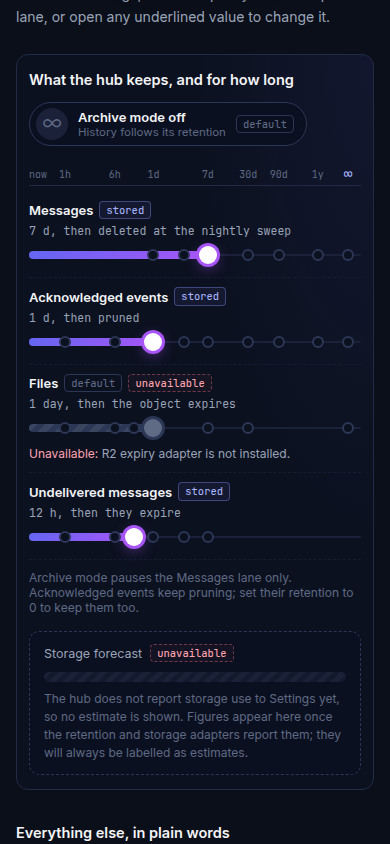 lane, or open any underlined value to change it.
What the hub keeps, and for how long
Archive mode off
History follows its retention
default
now 1h 6h 1d 7d 30d 90d 1y ∞
Messages stored
7 d, then deleted at the nightly sweep
Acknowledged events stored
1 d, then pruned
Files default unavailable
1 day, then the object expires
Unavailable: R2 expiry adapter is not installed.
Undelivered messages stored
12 h, then they expire
Archive mode pauses the Messages lane only.
Acknowledged events keep pruning; set their retention to
0 to keep them too.
Storage forecast unavailable
The hub does not report storage use to Settings yet,
so no estimate is shown. Figures appear here once
the retention and storage adapters report them; they
will always be labelled as estimates.
Everything else, in plain words